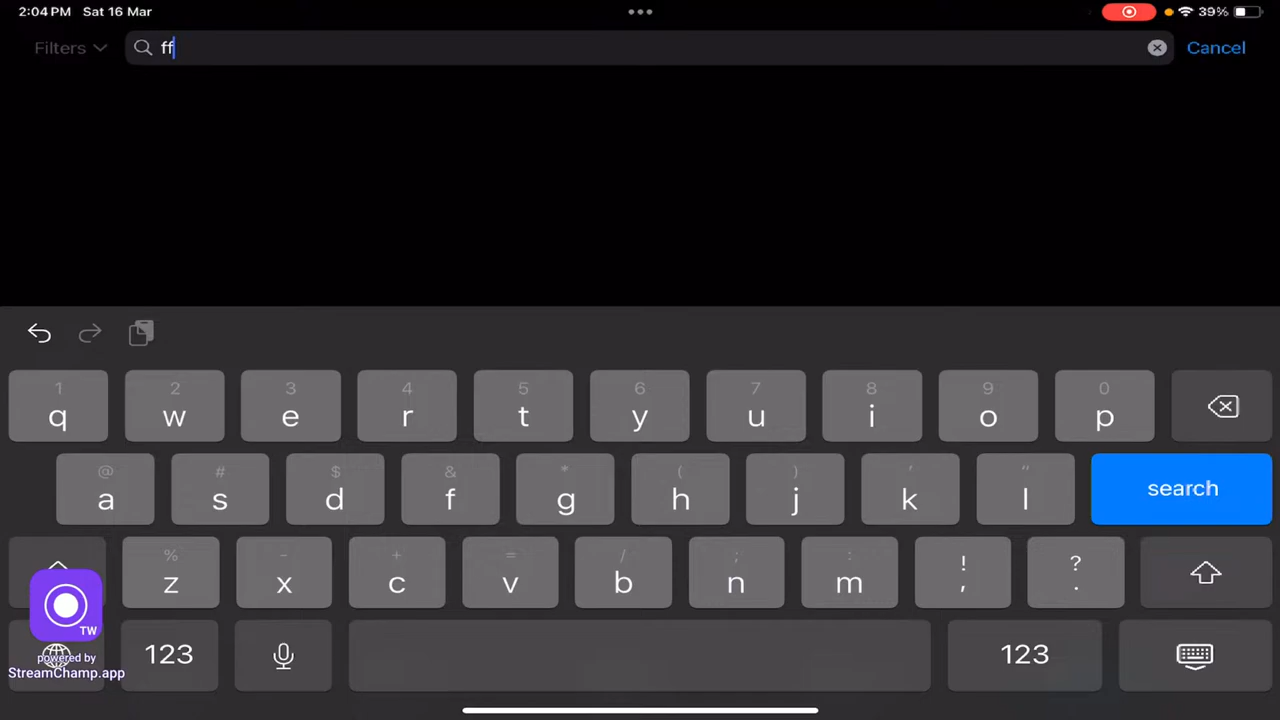 2:04 PM Sat 16 Mar 39%
Filters ff Cancel
1 2 3 4 5 6 7 8 9 0
q w e r t y u i o p
@ # $ & * ( ) ' "
a s d f g h j k l search
% - + = / ; : ! ?
z x c v b n m , .
TW
123 123
powered by
StreamChamp.app